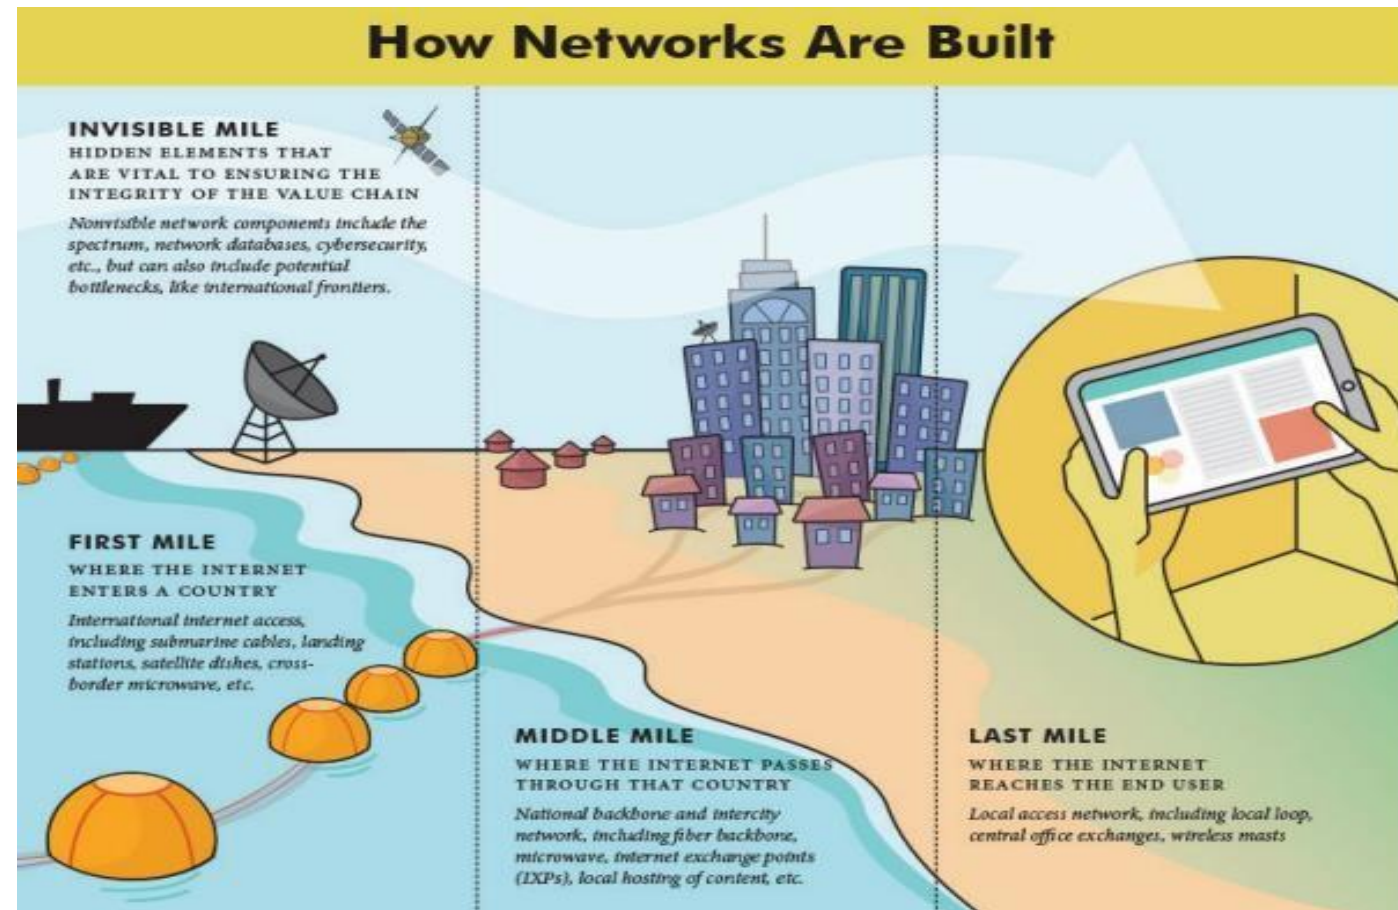 How Networks Are Built
INVISIBLE MILE
HIDDEN ELEMENTS THAT
ARE VITAL TO ENSURING THE
INTEGRITY OF THE VALUE CHAIN
Nonvisible network components include the
spectrum, network databases, cybersecurity,
etc., but can also include potential
bottlenecks, like international frontiers.
FIRST MILE
WHERE THE INTERNET
ENTERS A COUNTRY
International internet access,
including submarine cables, landing
stations, satellite dishes, cross-
border microwave, etc.
MIDDLE MILE
WHERE THE INTERNET PASSES
THROUGH THAT COUNTRY
National backbone and intercity
network, including fiber backbone,
microwave, internet exchange points
(IXPs), local hosting of content, etc.
LAST MILE
WHERE THE INTERNET
REACHES THE END USER
Local access network, including local loop,
central office exchanges, wireless masts